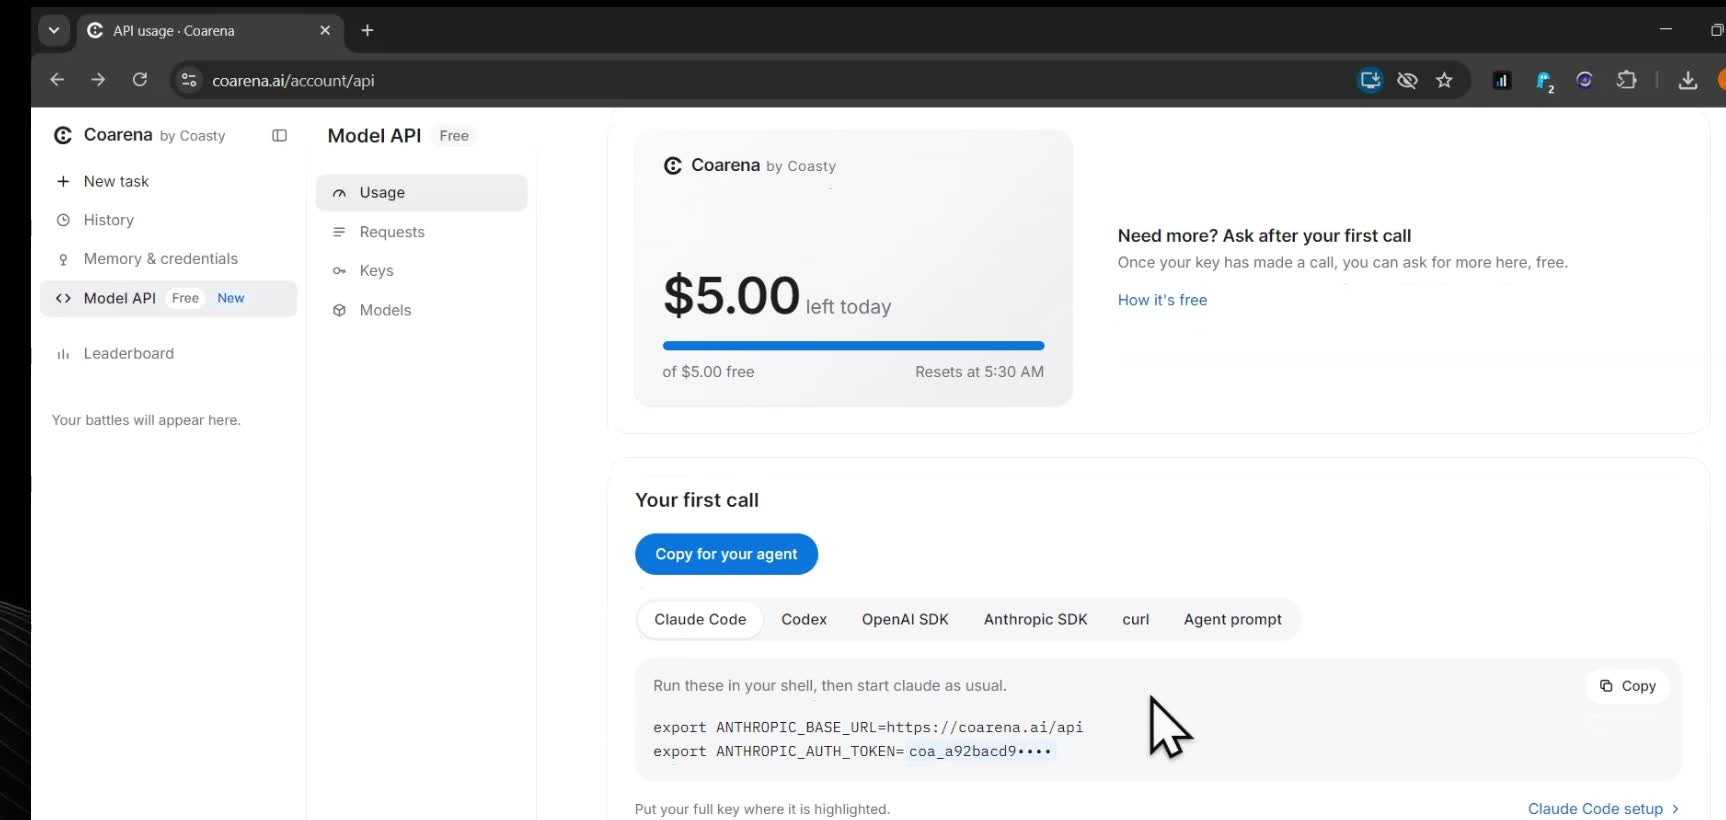 API usage · Coarena
coarena.ai/account/api
2
Coarena by Coasty
New task
History
Memory & credentials
Model API Free New
Leaderboard
Your battles will appear here.
Model API Free
Usage
Requests
Keys
Models
Coarena by Coasty
$5.00 left today
of $5.00 free
Resets at 5:30 AM
Need more? Ask after your first call
Once your key has made a call, you can ask for more here, free.
How it's free
Your first call
Copy for your agent
Claude Code Codex OpenAI SDK Anthropic SDK curl Agent prompt
Run these in your shell, then start claude as usual.
Copy
export ANTHROPIC_BASE_URL=https://coarena.ai/api
export ANTHROPIC_AUTH_TOKEN=coa_a92bacd9••••
Put your full key where it is highlighted.
Claude Code setup >